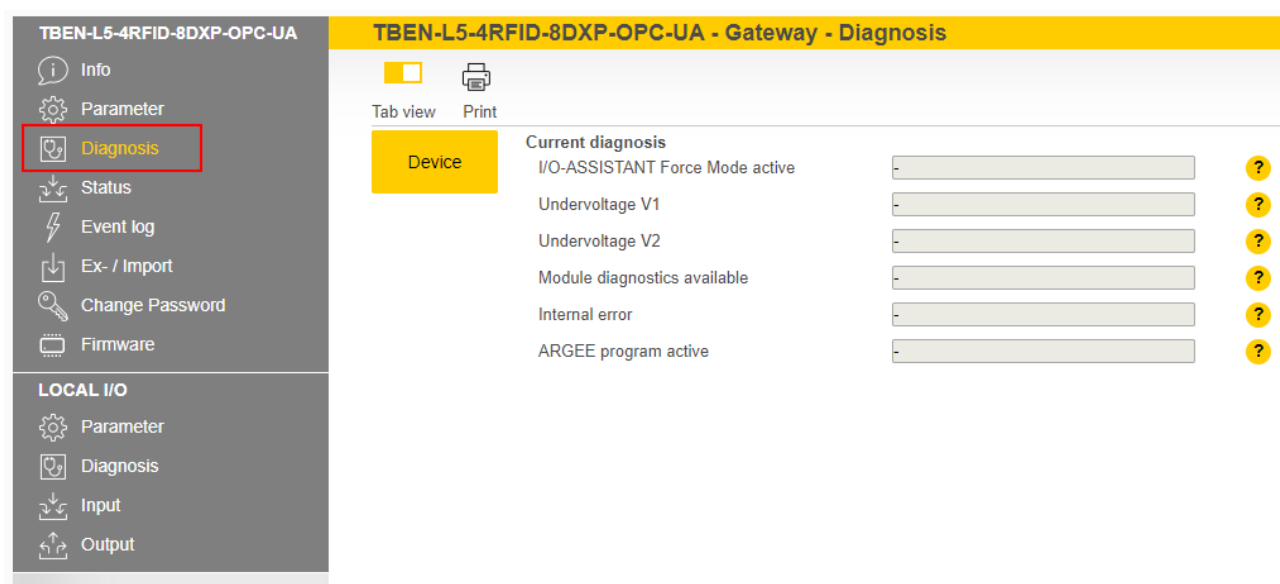 TBEN-L5-4RFID-8DXP-OPC-UA
Info
Parameter
Diagnosis
Status
Event log
Ex- / Import
Change Password
Firmware
LOCAL I/O
Parameter
Diagnosis
Input
Output
TBEN-L5-4RFID-8DXP-OPC-UA - Gateway - Diagnosis
Tab view Print
Device
Current diagnosis
I/O-ASSISTANT Force Mode active - ?
Undervoltage V1 - ?
Undervoltage V2 - ?
Module diagnostics available - ?
Internal error - ?
ARGEE program active - ?